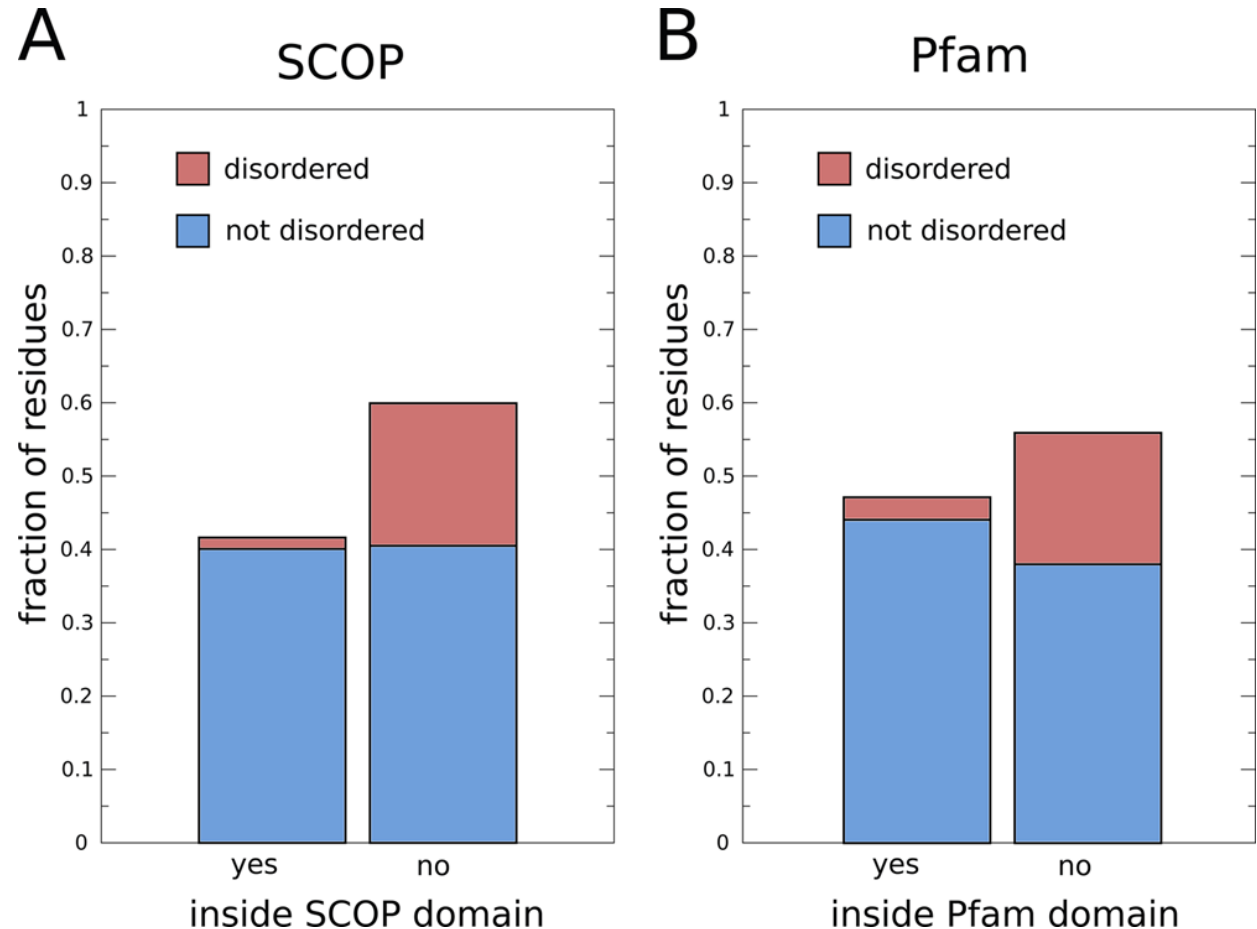 A
SCOP
1
disordered
0.9
not disordered
0.8
0.7
0.6
0.5
0.4
0.3
0.2
0.1
0
fraction of residues
yes
no
inside SCOP domain
B
Pfam
1
disordered
0.9
not disordered
0.8
0.7
0.6
0.5
0.4
0.3
0.2
0.1
0
fraction of residues
yes
no
inside Pfam domain